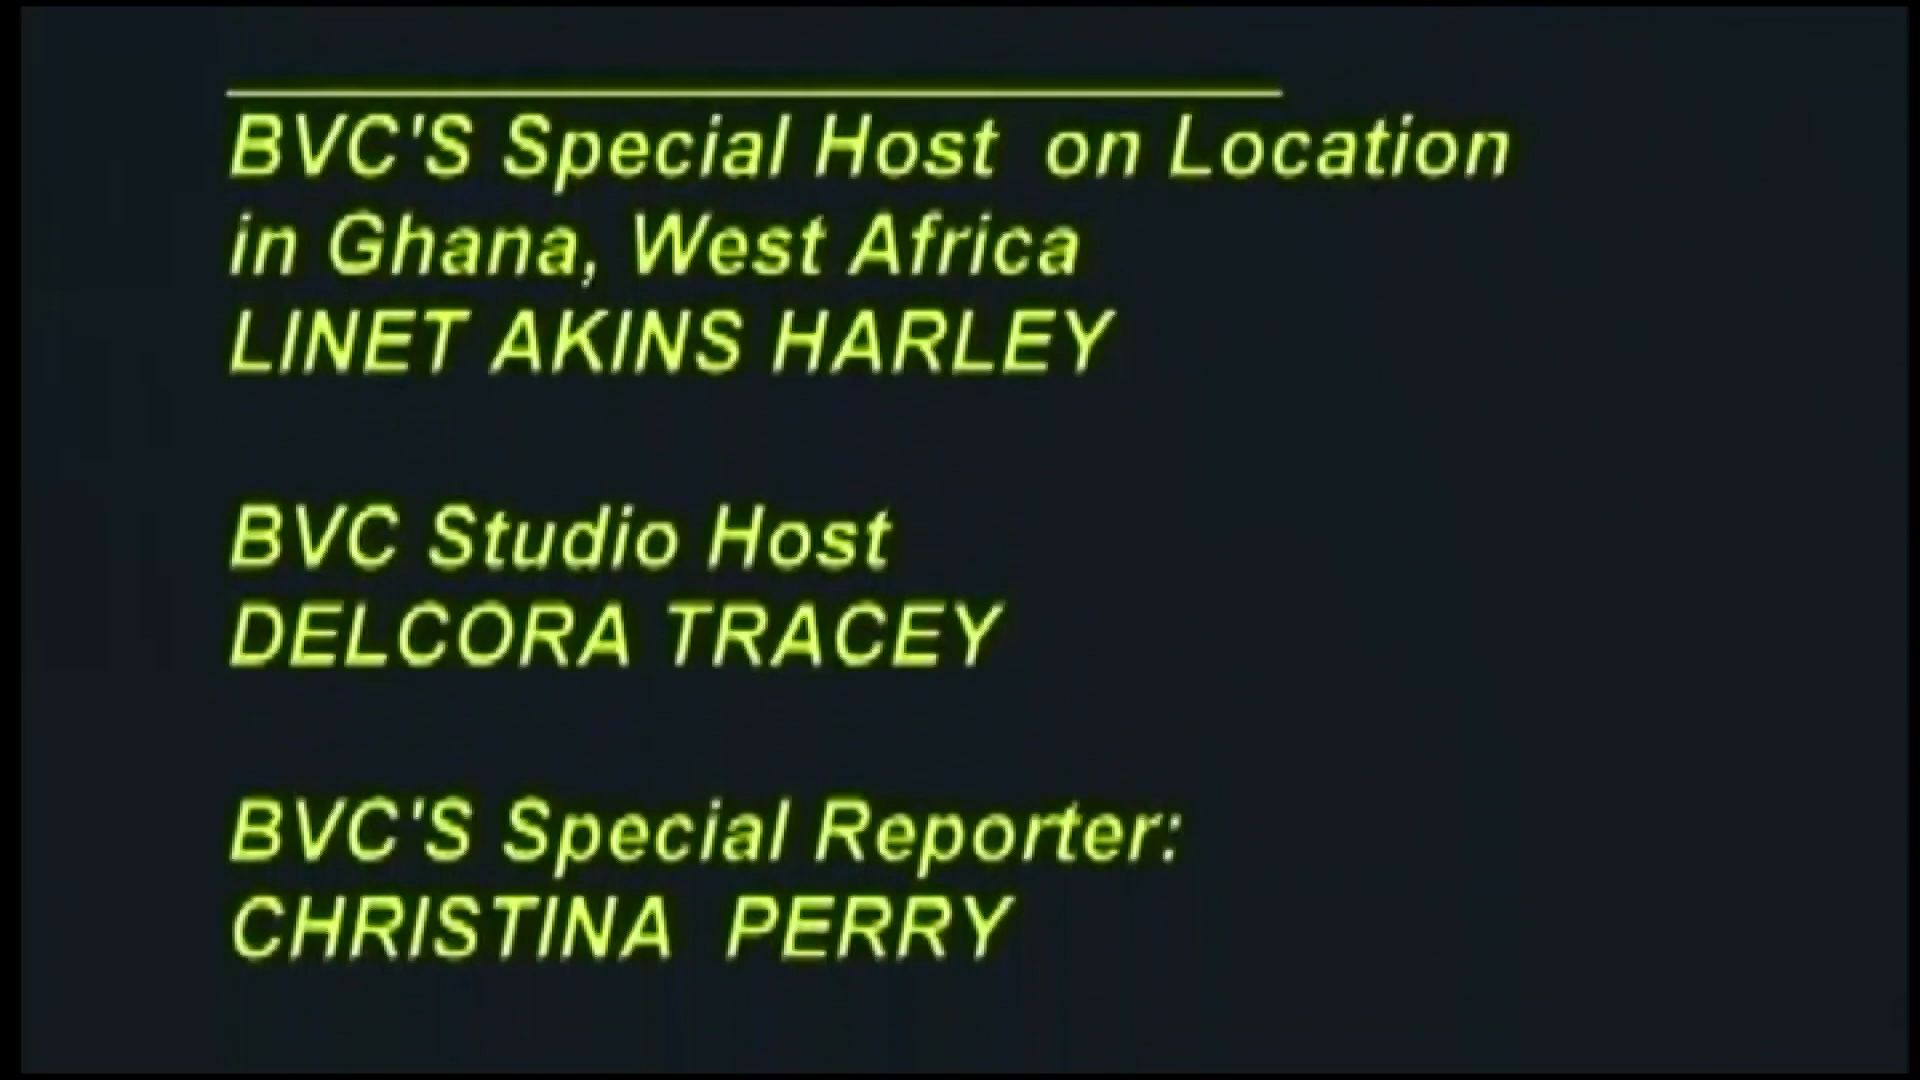 BVC'S Special Host on Location
in Ghana, West Africa
LINET AKINS HARLEY
BVC Studio Host
DELCORA TRACEY
BVC'S Special Reporter:
CHRISTINA PERRY